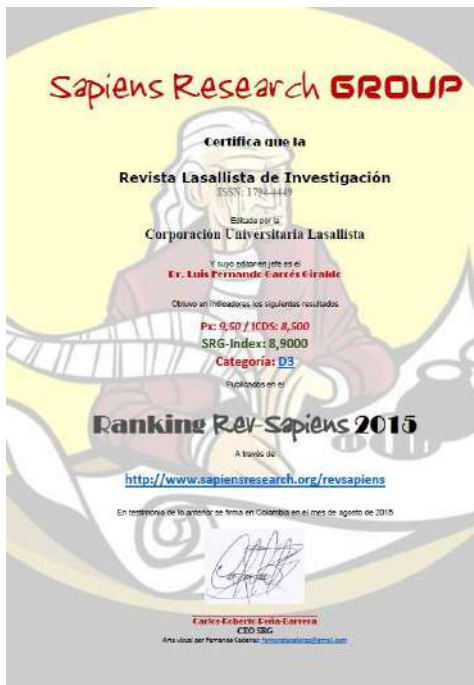 Sapiens Research GROUP
Certifica que la
Revista Lasallista de Investigación
ISSN: 1794-4449
Editada por la
Corporación Universitaria Lasallista
Y cuyo editor en jefe es el
Dr. Luis Fernando Garcés Giraldo
Obtuvo en indicadores los siguientes resultados
Px: 9,50 / ICDS: 8,500
SRG-Index: 8,9000
Categoría: D3
Publicados en el
Ranking Rev-Sapiens 2015
A través de
http://www.sapiensresearch.org/revsapiens
En testimonio de lo anterior se firma en Colombia en el mes de agosto de 2015
Carlos-Roberto Peña-Barrera
CEO SRG
Arte visual por Fernando